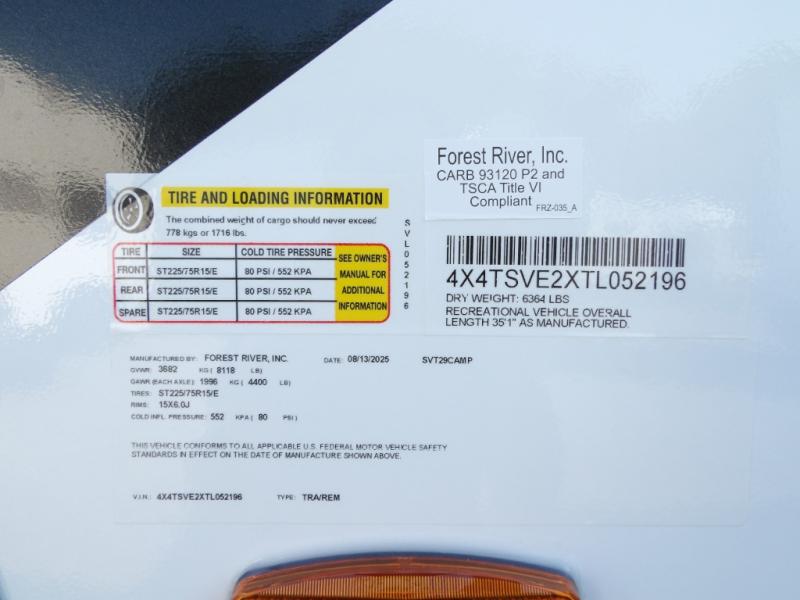 Forest River, Inc.
CARB 93120 P2 and
TSCA Title VI
Compliant FRZ-035_A
TIRE AND LOADING INFORMATION
The combined weight of cargo should never exceed
778 kgs or 1716 lbs.
TIRE SIZE COLD TIRE PRESSURE
FRONT ST225/75R15/E 80 PSI / 552 KPA
REAR ST225/75R15/E 80 PSI / 552 KPA
SPARE ST225/75R15/E 80 PSI / 552 KPA
SEE OWNER'S
MANUAL FOR
ADDITIONAL
INFORMATION
SVL052196
4X4TSVE2XTL052196
DRY WEIGHT: 6364 LBS
RECREATIONAL VEHICLE OVERALL
LENGTH 35'1" AS MANUFACTURED.
MANUFACTURED BY: FOREST RIVER, INC. DATE: 08/13/2025 SVT29CAMP
GVWR: 3682 KG ( 8118 LB)
GAWR (EACH AXLE): 1996 KG ( 4400 LB)
TIRES: ST225/75R15/E
RIMS: 15X6.0J
COLD INFL. PRESSURE: 552 KPA ( 80 PSI )
THIS VEHICLE CONFORMS TO ALL APPLICABLE U.S. FEDERAL MOTOR VEHICLE SAFETY
STANDARDS IN EFFECT ON THE DATE OF MANUFACTURE SHOWN ABOVE.
V.I.N.: 4X4TSVE2XTL052196 TYPE: TRA/REM